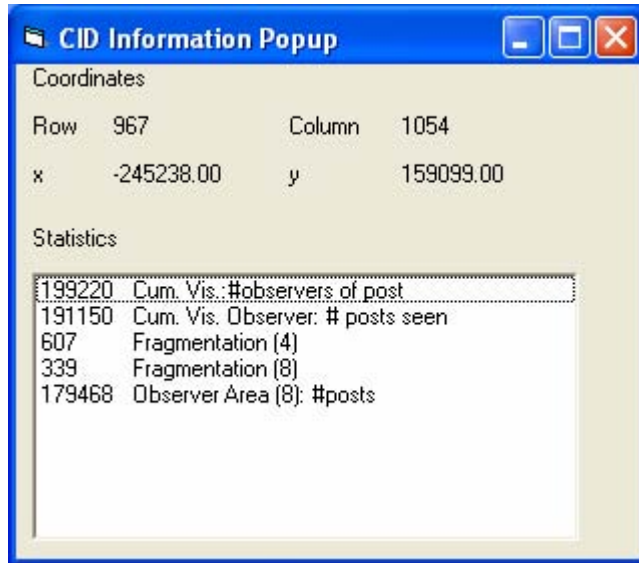 CID Information Popup
Coordinates
Row 967 Column 1054
x -245238.00 y 159099.00
Statistics
199220 Cum. Vis.:#observers of post
191150 Cum. Vis. Observer: # posts seen
607 Fragmentation (4)
339 Fragmentation (8)
179468 Observer Area (8): #posts